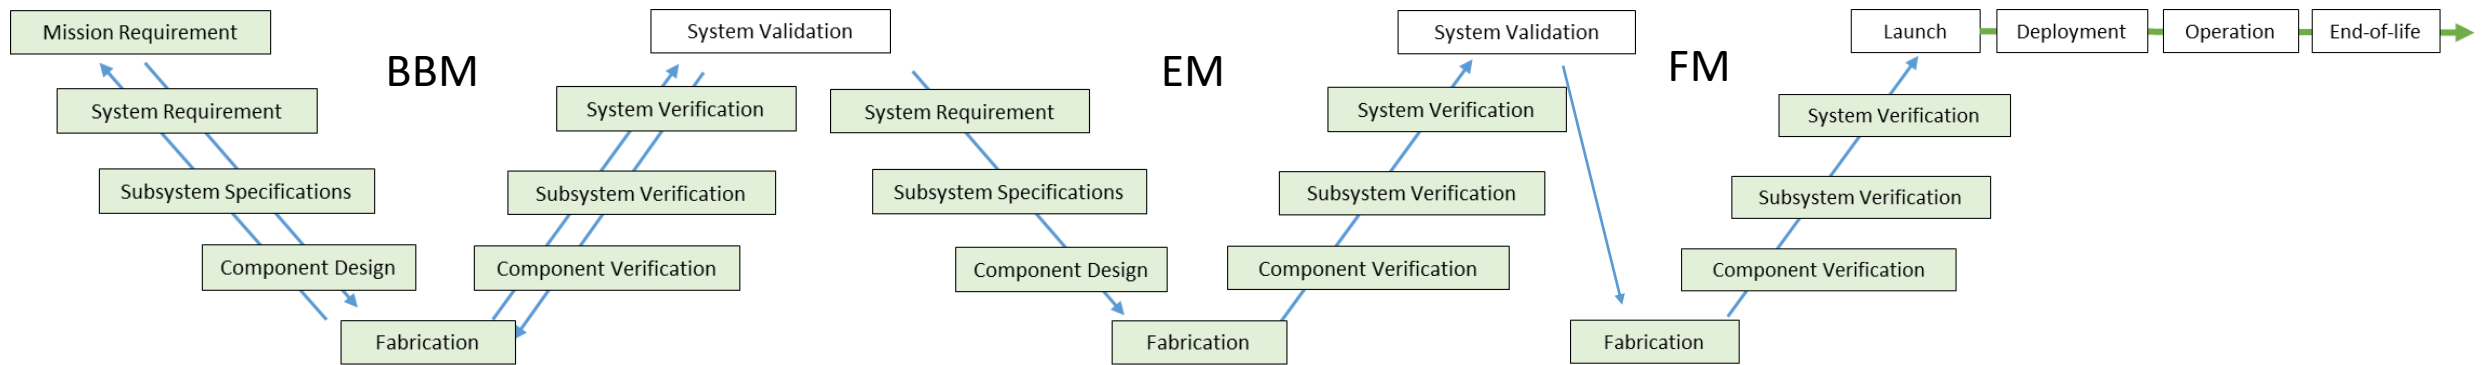 Mission Requirement
System Requirement
Subsystem Specifications
Component Design
Fabrication
BBM
System Validation
System Verification
Subsystem Verification
Component Verification
System Requirement
Subsystem Specifications
Component Design
Fabrication
EM
System Validation
System Verification
Subsystem Verification
Component Verification
Fabrication
FM
Launch
Deployment
Operation
End-of-life
System Verification
Subsystem Verification
Component Verification